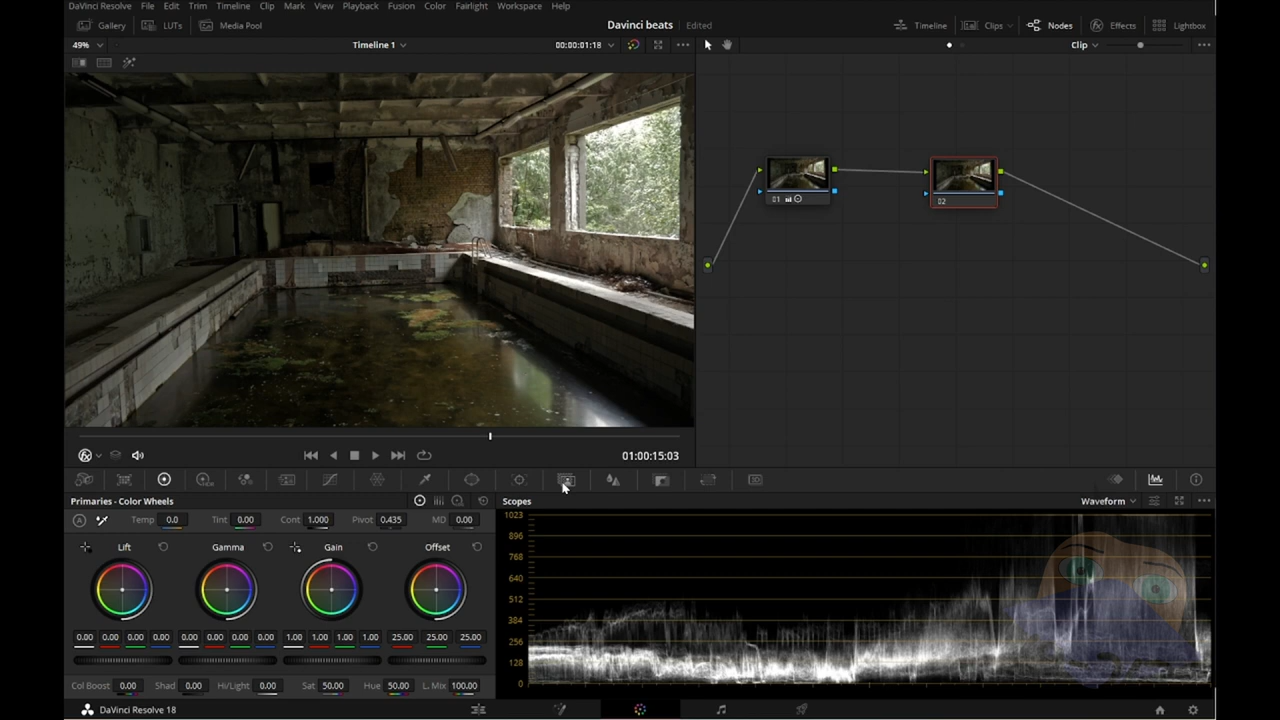 DaVinci Resolve File Edit Trim Timeline Clip Mark View Playback Fusion Color Fairlight Workspace Help
Gallery LUTs Media Pool Davinci beats Edited Timeline Clips Nodes Effects Lightbox
49% Timeline 1 00:00:01:18 Clip
01:00:15:03
Primaries - Color Wheels Scopes Waveform
Temp 0.0 Tint 0.00 Cont 1.000 Pivot 0.435 MD 0.00
Lift Gamma Gain Offset
0.00 0.00 0.00 0.00 0.00 0.00 0.00 0.00 1.00 1.00 1.00 1.00 25.00 25.00 25.00
Col Boost 0.00 Shad 0.00 Hi/Light 0.00 Sat 50.00 Hue 50.00 L. Mix 100.00
1023
896
768
640
512
384
256
128
0
DaVinci Resolve 18